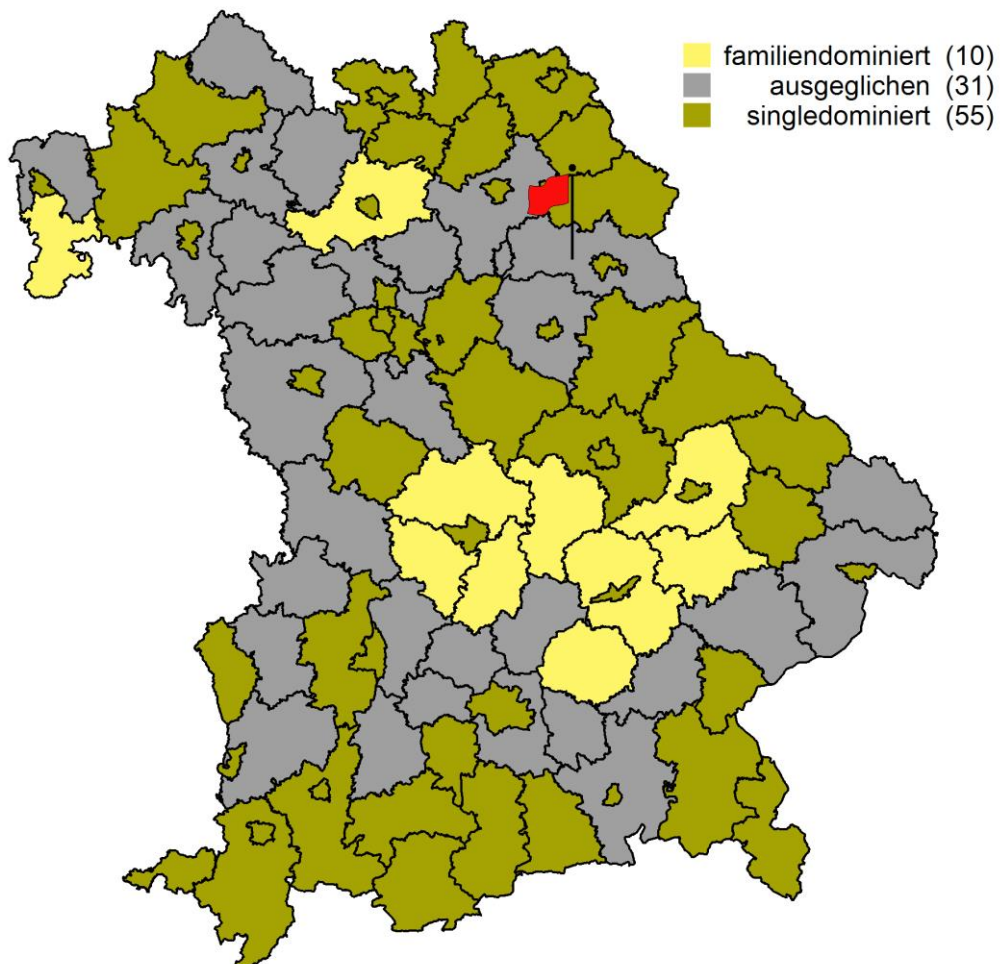 familiendominiert (10)
ausgeglichen (31)
singledominiert (55)